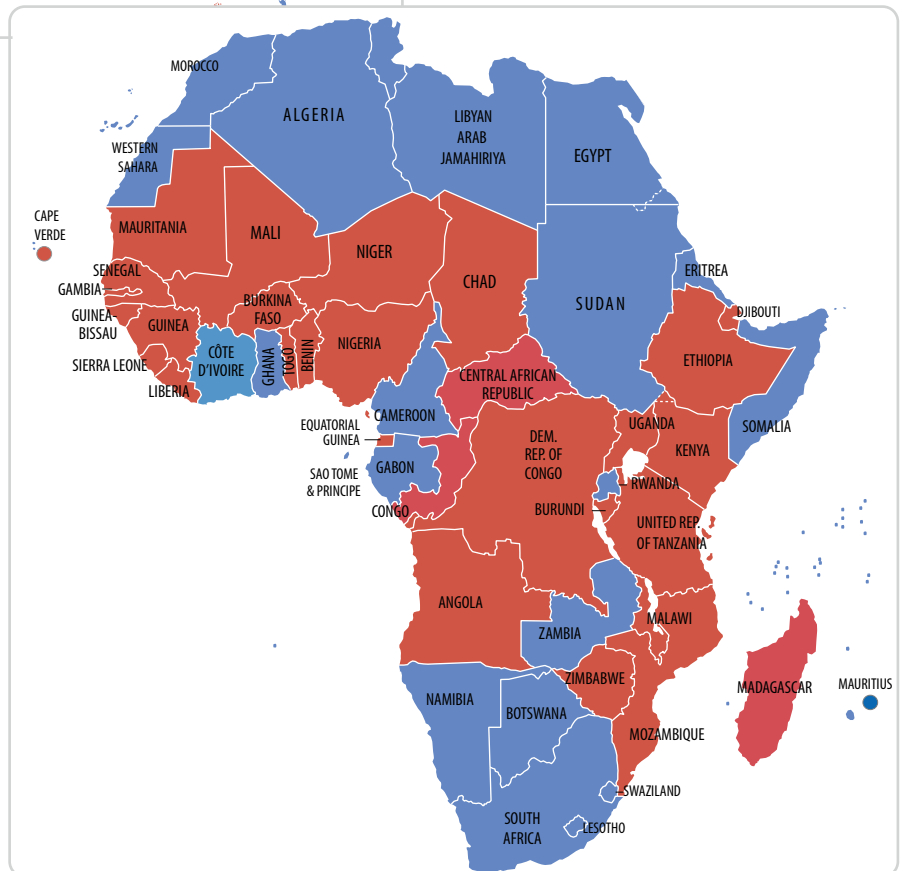 MOROCCO
ALGERIA
LIBYAN
ARAB
JAMAHIRIYA
EGYPT
WESTERN
SAHARA
CAPE
VERDE
MAURITANIA
MALI
NIGER
CHAD
SUDAN
ERITREA
SENEGAL
GAMBIA
GUINEA-
BISSAU
GUINEA
BURKINA
FASO
DJIBOUTI
SIERRA LEONE
LIBERIA
CÔTE
D'IVOIRE
GHANA
TOGO
BENIN
NIGERIA
ETHIOPIA
CENTRAL AFRICAN
REPUBLIC
CAMEROON
EQUATORIAL
GUINEA
SAO TOME
& PRINCIPE
GABON
CONGO
DEM.
REP. OF
CONGO
UGANDA
KENYA
SOMALIA
RWANDA
BURUNDI
UNITED REP.
OF TANZANIA
ANGOLA
ZAMBIA
MALAWI
ZIMBABWE
MOZAMBIQUE
MADAGASCAR
MAURITIUS
NAMIBIA
BOTSWANA
SWAZILAND
SOUTH
AFRICA
LESOTHO